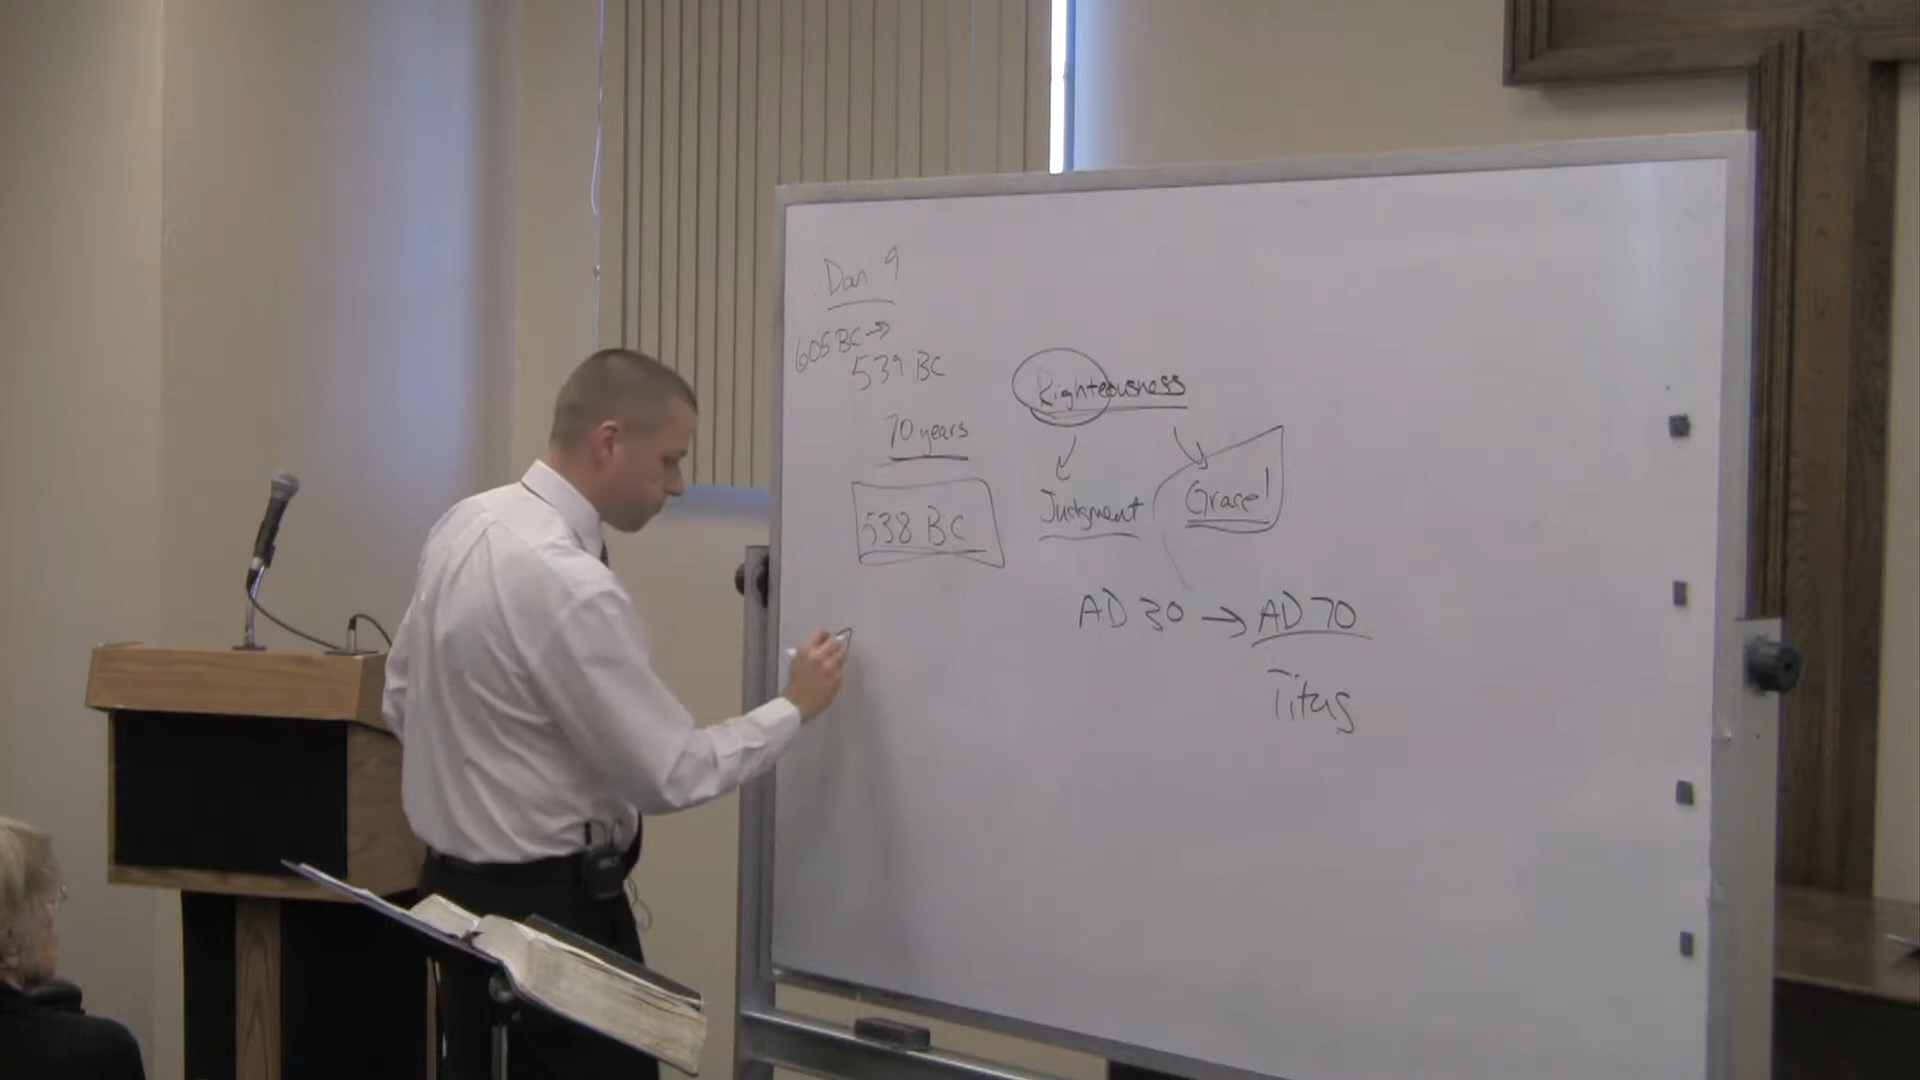 Dan 9
605 BC →
539 BC
70 years
538 BC
Righteousness
Judgment Grace!
AD 30 → AD 70
Titus